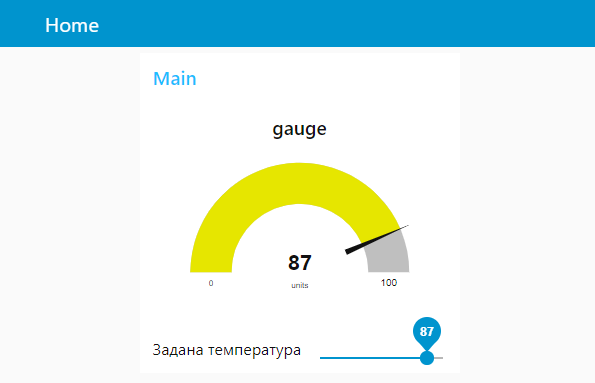 Home
Main
gauge
87
0
units
100
87
Задана температура